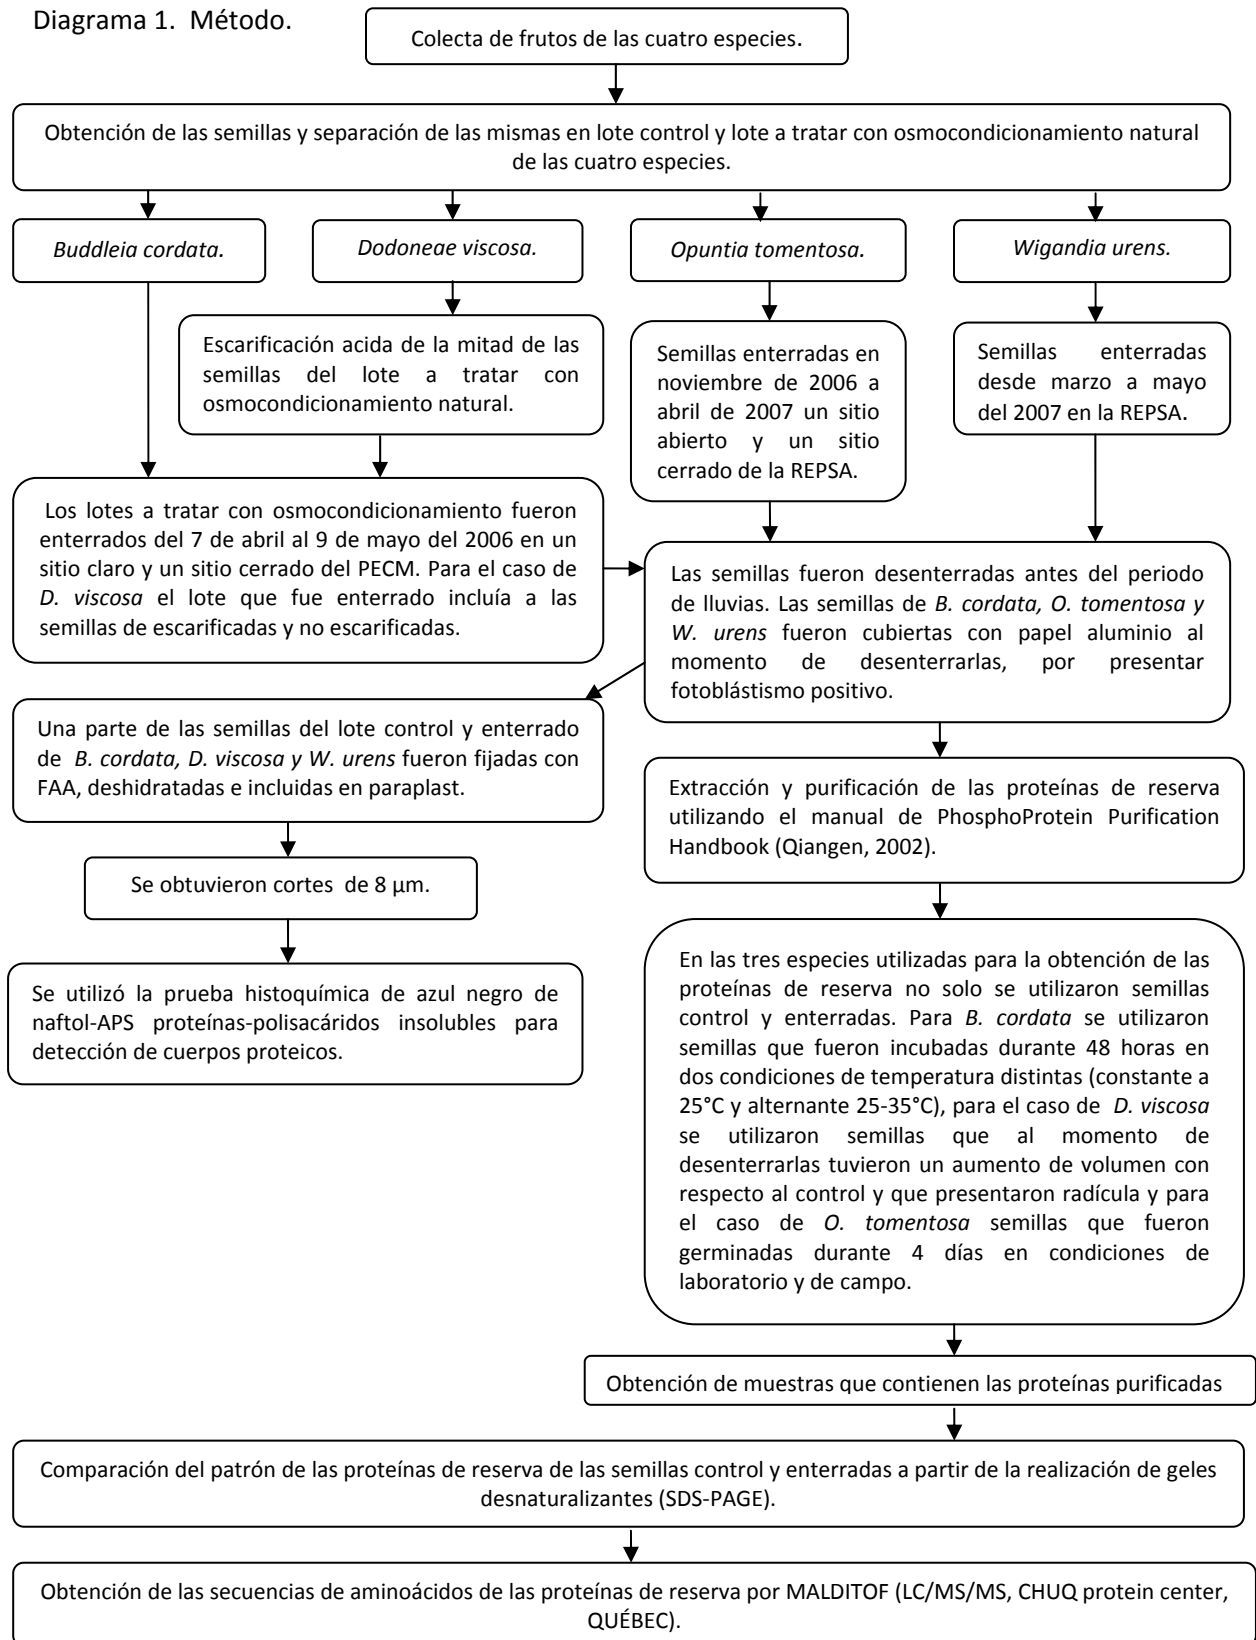 Diagrama 1. Método.
Colecta de frutos de las cuatro especies.
Obtención de las semillas y separación de las mismas en lote control y lote a tratar con osmocondicionamiento natural
de las cuatro especies.
Buddleia cordata.
Dodoneae viscosa.
Opuntia tomentosa.
Wigandia urens.
Escarificación acida de la mitad de las
semillas del lote a tratar con
osmocondicionamiento natural.
Semillas enterradas en
noviembre de 2006 a
abril de 2007 un sitio
abierto y un sitio
cerrado de la REPSA.
Semillas enterradas
desde marzo a mayo
del 2007 en la REPSA.
Los lotes a tratar con osmocondicionamiento fueron
enterrados del 7 de abril al 9 de mayo del 2006 en un
sitio claro y un sitio cerrado del PECM. Para el caso de
D. viscosa el lote que fue enterrado incluía a las
semillas de escarificadas y no escarificadas.
Las semillas fueron desenterradas antes del periodo
de lluvias. Las semillas de B. cordata, O. tomentosa y
W. urens fueron cubiertas con papel aluminio al
momento de desenterrarlas, por presentar
fotoblástismo positivo.
Una parte de las semillas del lote control y enterrado
de B. cordata, D. viscosa y W. urens fueron fijadas con
FAA, deshidratadas e incluidas en paraplast.
Extracción y purificación de las proteínas de reserva
utilizando el manual de PhosphoProtein Purification
Handbook (Qiangen, 2002).
Se obtuvieron cortes de 8 µm.
Se utilizó la prueba histoquímica de azul negro de
naftol-APS proteínas-polisacáridos insolubles para
detección de cuerpos proteicos.
En las tres especies utilizadas para la obtención de las
proteínas de reserva no solo se utilizaron semillas
control y enterradas. Para B. cordata se utilizaron
semillas que fueron incubadas durante 48 horas en
dos condiciones de temperatura distintas (constante a
25°C y alternante 25-35°C), para el caso de D. viscosa
se utilizaron semillas que al momento de
desenterrarlas tuvieron un aumento de volumen con
respecto al control y que presentaron radícula y para
el caso de O. tomentosa semillas que fueron
germinadas durante 4 días en condiciones de
laboratorio y de campo.
Obtención de muestras que contienen las proteínas purificadas
Comparación del patrón de las proteínas de reserva de las semillas control y enterradas a partir de la realización de geles
desnaturalizantes (SDS-PAGE).
Obtención de las secuencias de aminoácidos de las proteínas de reserva por MALDITOF (LC/MS/MS, CHUQ protein center,
QUÉBEC).